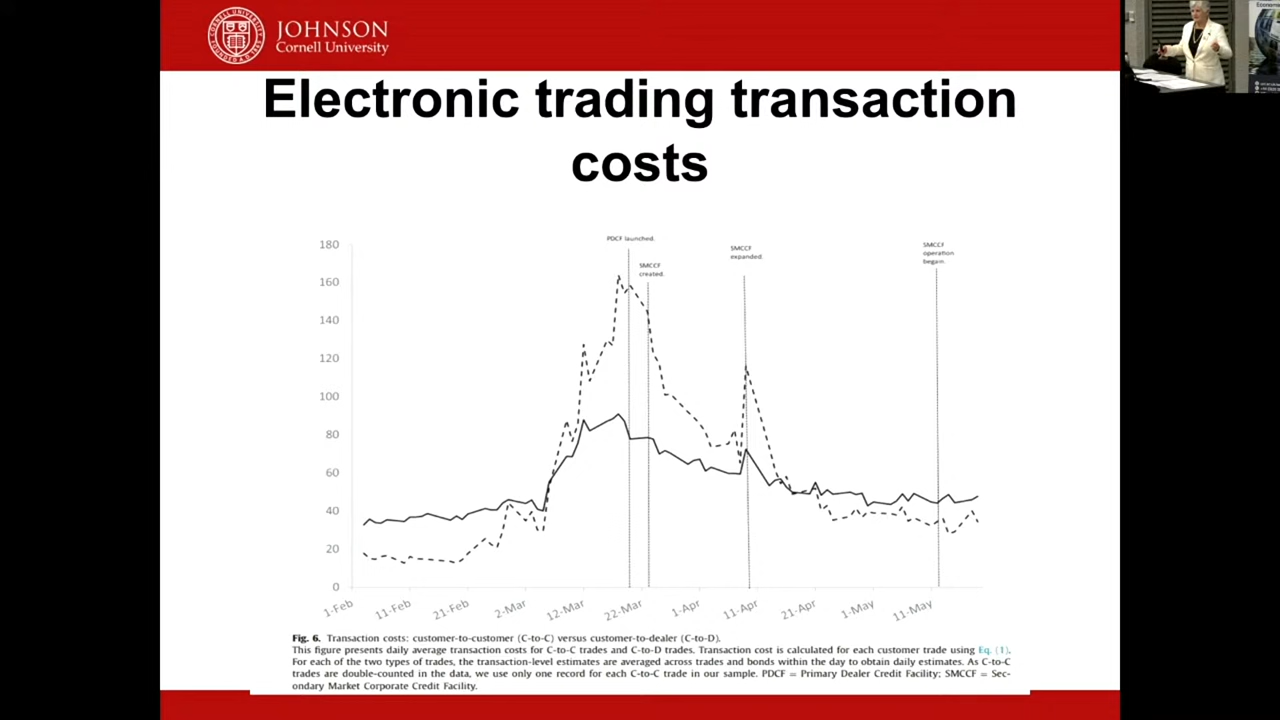 JOHNSON
Cornell University
Electronic trading transaction
costs
PDCF launched.
SMCCF
created.
SMCCF
expanded.
SMCCF
operation
began.
180
160
140
120
100
80
60
40
20
0
1-Feb
11-Feb
21-Feb
2-Mar
12-Mar
22-Mar
1-Apr
11-Apr
21-Apr
1-May
11-May
Fig. 6. Transaction costs: customer-to-customer (C-to-C) versus customer-to-dealer (C-to-D).
This figure presents daily average transaction costs for C-to-C trades and C-to-D trades. Transaction cost is calculated for each customer trade using Eq. (1).
For each of the two types of trades, the transaction-level estimates are averaged across trades and bonds within the day to obtain daily estimates. As C-to-C
trades are double-counted in the data, we use only one record for each C-to-C trade in our sample. PDCF = Primary Dealer Credit Facility; SMCCF = Sec-
ondary Market Corporate Credit Facility.